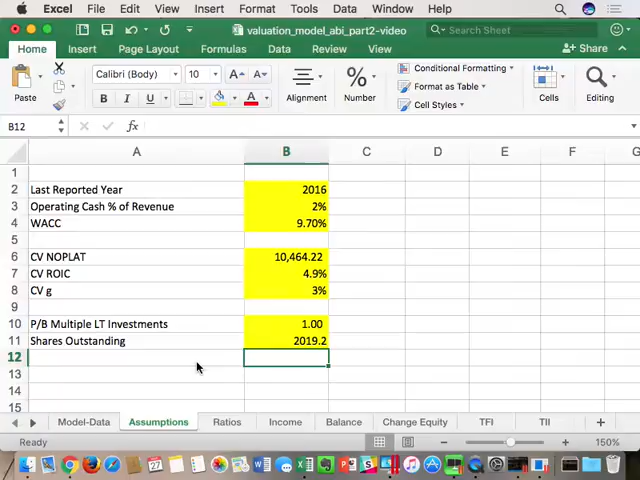 Excel File Edit View Insert Format Tools Data Window Help
valuation_model_abi_part2-video
Search Sheet
Home Insert Page Layout Formulas Data Review View Share
Paste Calibri (Body) 10 A A Alignment % Number Conditional Formatting Format as Table Cell Styles Cells Editing
B I U A
B12 fx
A B C D E F G
1
2 Last Reported Year 2016
3 Operating Cash % of Revenue 2%
4 WACC 9.70%
5
6 CV NOPLAT 10,464.22
7 CV ROIC 4.9%
8 CV g 3%
9
10 P/B Multiple LT Investments 1.00
11 Shares Outstanding 2019.2
12
13
14
15
Model-Data Assumptions Ratios Income Balance Change Equity TFI TII +
Ready 150%
27